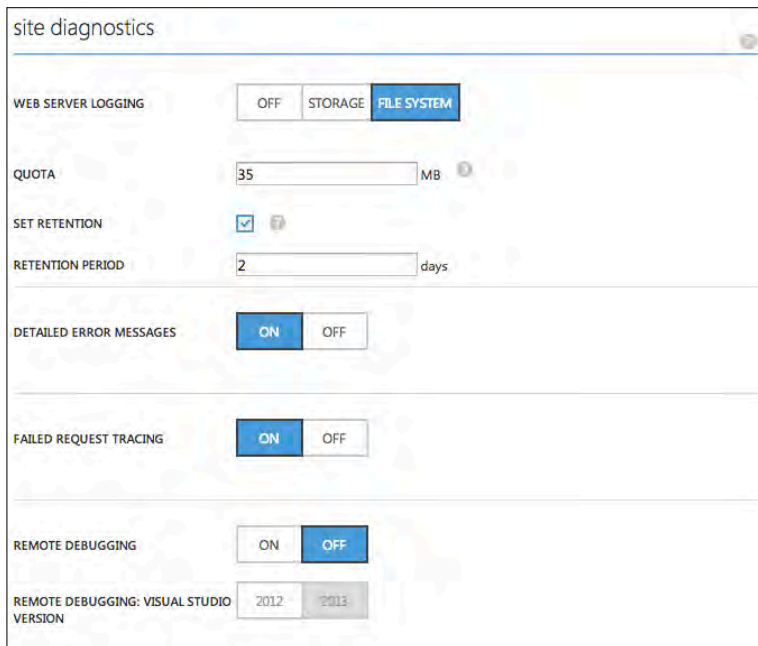 site diagnostics
WEB SERVER LOGGING OFF STORAGE FILE SYSTEM
QUOTA 35 MB
SET RETENTION
RETENTION PERIOD 2 days
DETAILED ERROR MESSAGES ON OFF
FAILED REQUEST TRACING ON OFF
REMOTE DEBUGGING ON OFF
REMOTE DEBUGGING: VISUAL STUDIO 2012 2013
VERSION